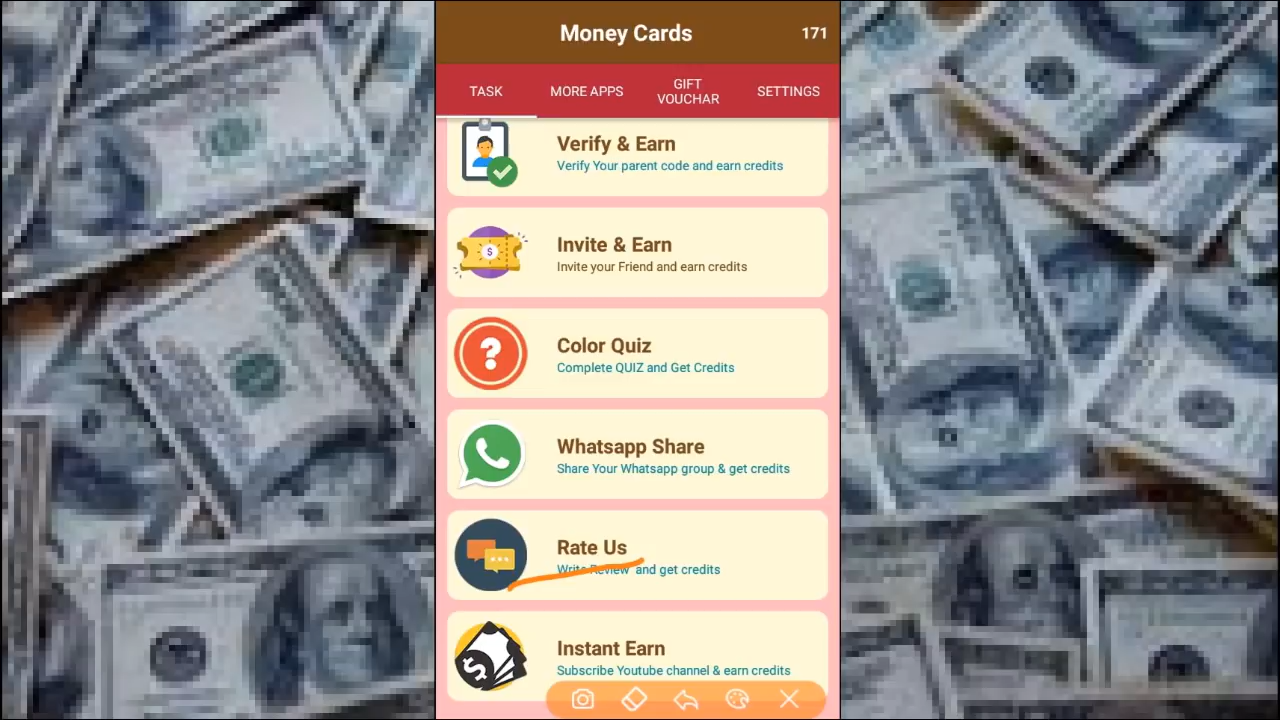 Money Cards
171
TASK
MORE APPS
GIFT
VOUCHAR
SETTINGS
Verify & Earn
Verify Your parent code and earn credits
Invite & Earn
Invite your Friend and earn credits
Color Quiz
Complete QUIZ and Get Credits
Whatsapp Share
Share Your Whatsapp group & get credits
Rate Us
Write Review and get credits
Instant Earn
Subscribe Youtube channel & earn credits